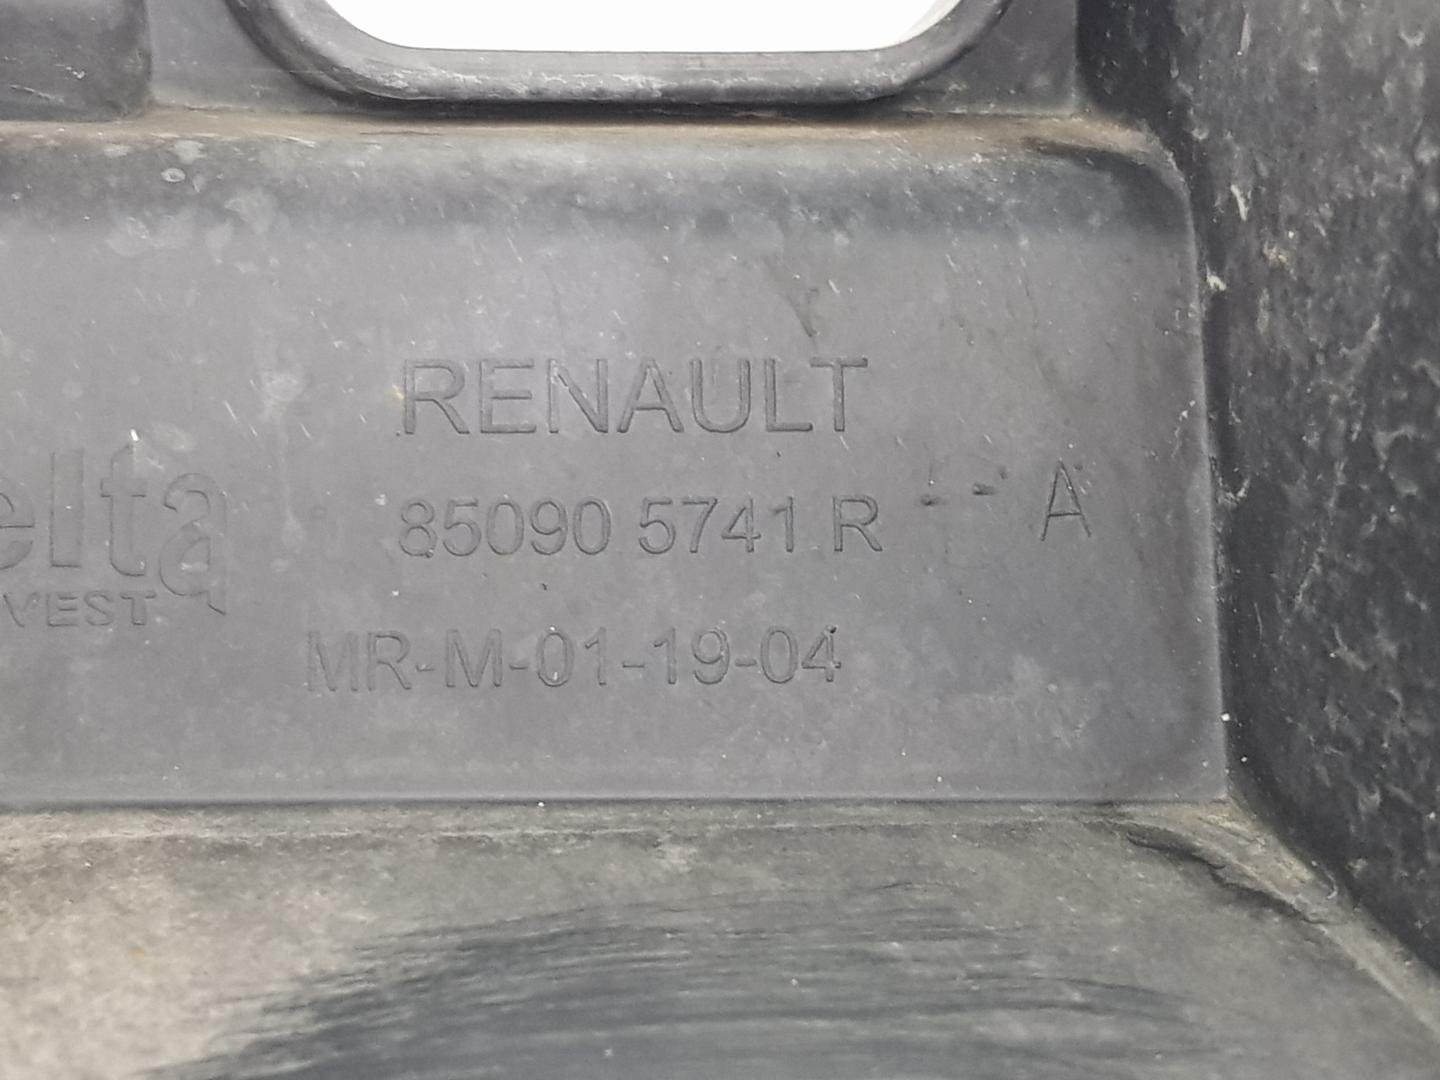 RENAULT
elta
85090 5741 R -- A
VEST
MR-M-01-19-04